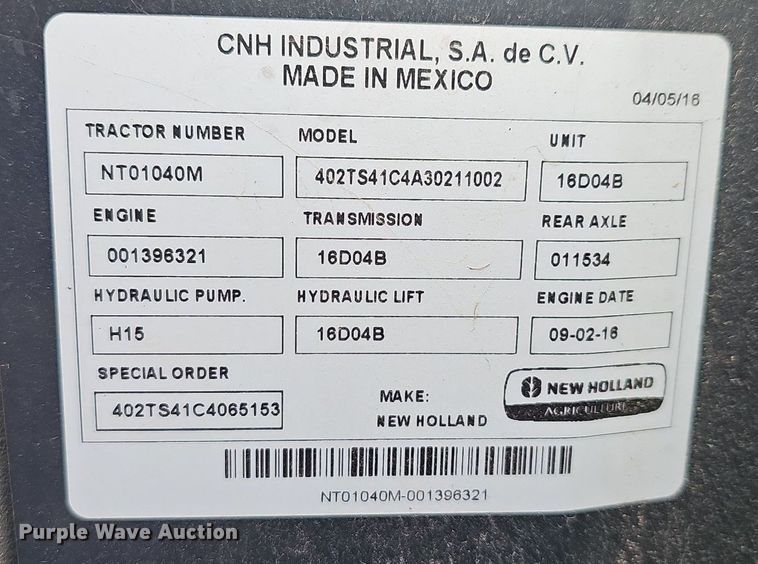 CNH INDUSTRIAL, S.A. de C.V.
MADE IN MEXICO
04/05/16
TRACTOR NUMBER MODEL UNIT
NT01040M 402TS41C4A30211002 16D04B
ENGINE TRANSMISSION REAR AXLE
001396321 16D04B 011534
HYDRAULIC PUMP. HYDRAULIC LIFT ENGINE DATE
H15 16D04B 09-02-16
SPECIAL ORDER
402TS41C4065153
MAKE:
NEW HOLLAND
NEW HOLLAND
AGRICULTURE
NT01040M-001396321
Purple Wave Auction